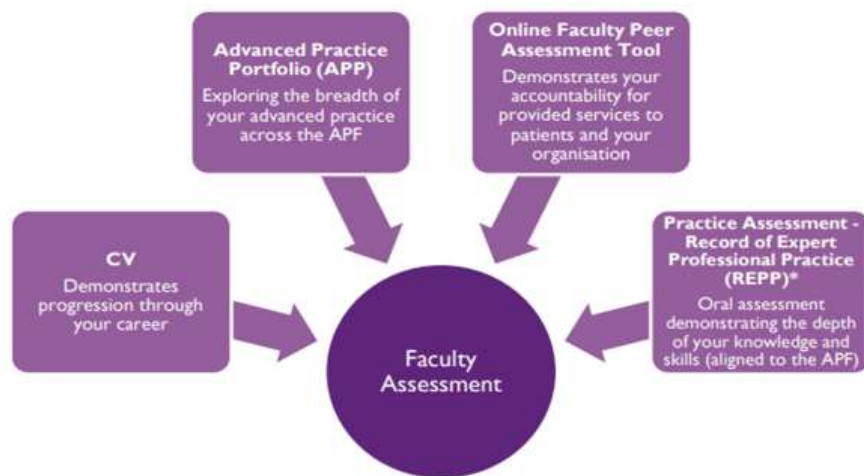 Advanced Practice
Portfolio (APP)
Exploring the breadth of
your advanced practice
across the APF
Online Faculty Peer
Assessment Tool
Demonstrates your
accountability for
provided services to
patients and your
organisation
CV
Demonstrates
progression through
your career
Practice Assessment -
Record of Expert
Professional Practice
(REPP)*
Oral assessment
demonstrating the depth
of your knowledge and
skills (aligned to the APF)
Faculty
Assessment